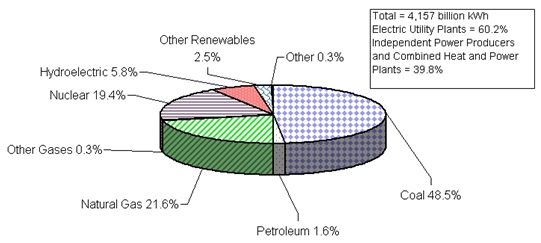 Total = 4,157 billion kWh
Electric Utility Plants = 60.2%
Independent Power Producers
and Combined Heat and Power
Plants = 39.8%
Other Renewables
2.5%
Other 0.3%
Hydroelectric 5.8%
Nuclear 19.4%
Other Gases 0.3%
Natural Gas 21.6%
Petroleum 1.6%
Coal 48.5%